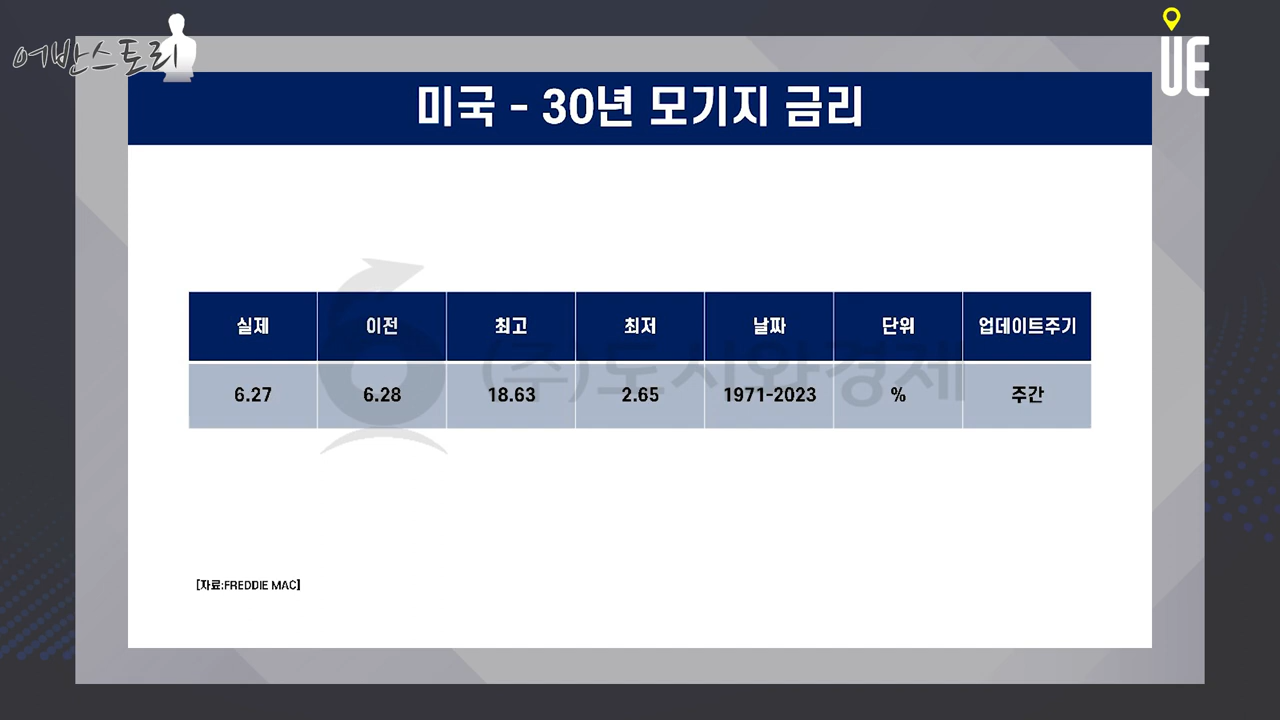 어반스토리
UE
미국 - 30년 모기지 금리
실제 이전 최고 최저 날짜 단위 업데이트주기
6.27 6.28 18.63 2.65 1971-2023 % 주간
(주)도시와경제
[자료:FREDDIE MAC]